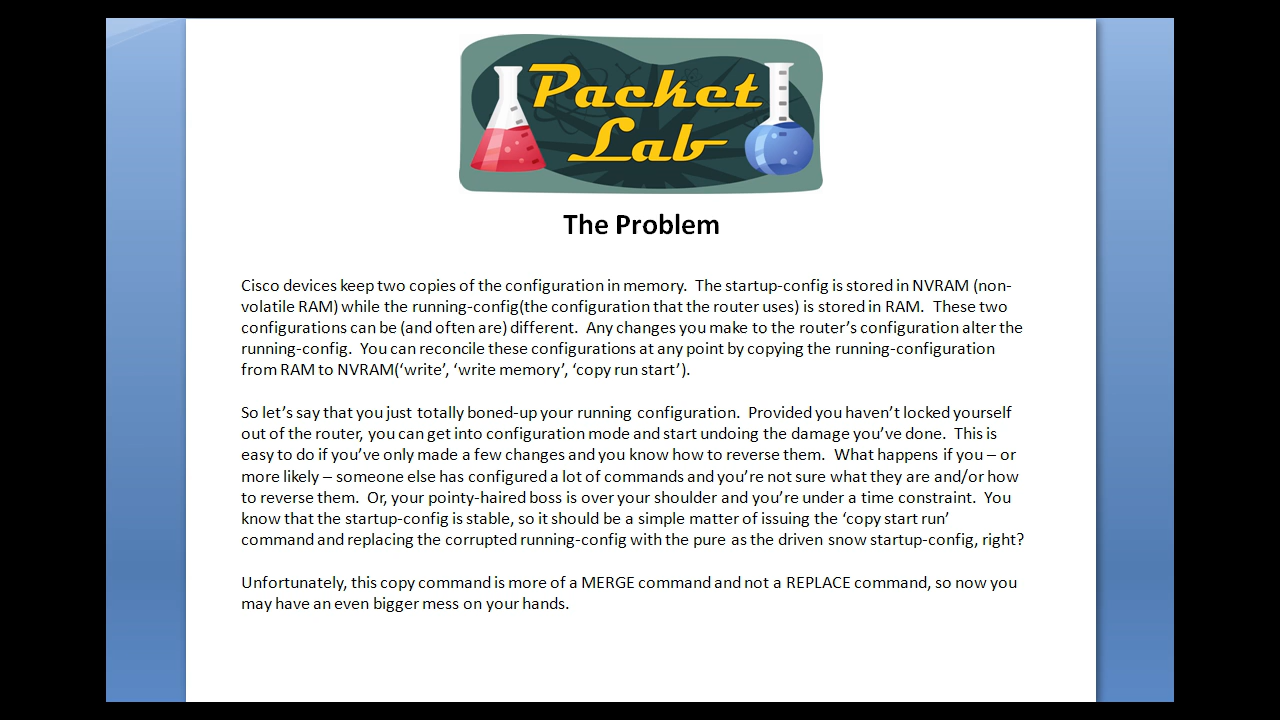 Packet
Lab
The Problem
Cisco devices keep two copies of the configuration in memory.  The startup-config is stored in NVRAM (non-
volatile RAM) while the running-config(the configuration that the router uses) is stored in RAM.  These two
configurations can be (and often are) different.  Any changes you make to the router’s configuration alter the
running-config.  You can reconcile these configurations at any point by copying the running-configuration
from RAM to NVRAM(‘write’, ‘write memory’, ‘copy run start’).
So let’s say that you just totally boned-up your running configuration.  Provided you haven’t locked yourself
out of the router, you can get into configuration mode and start undoing the damage you’ve done.  This is
easy to do if you’ve only made a few changes and you know how to reverse them.  What happens if you – or
more likely – someone else has configured a lot of commands and you’re not sure what they are and/or how
to reverse them.  Or, your pointy-haired boss is over your shoulder and you’re under a time constraint.  You
know that the startup-config is stable, so it should be a simple matter of issuing the ‘copy start run’
command and replacing the corrupted running-config with the pure as the driven snow startup-config, right?
Unfortunately, this copy command is more of a MERGE command and not a REPLACE command, so now you
may have an even bigger mess on your hands.